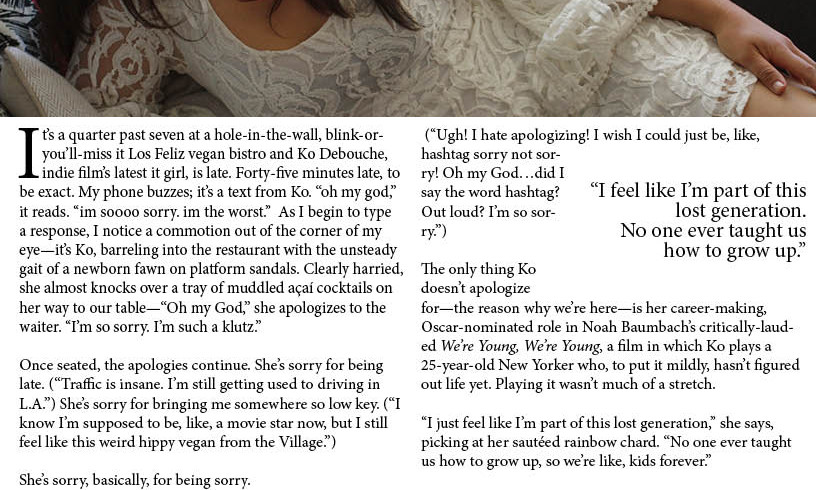 It's a quarter past seven at a hole-in-the-wall, blink-or-
you'll-miss it Los Feliz vegan bistro and Ko Debouche,
indie film's latest it girl, is late. Forty-five minutes late, to
be exact. My phone buzzes; it's a text from Ko. “oh my god,”
it reads. “im soooo sorry. im the worst.”  As I begin to type
a response, I notice a commotion out of the corner of my
eye—it's Ko, barreling into the restaurant with the unsteady
gait of a newborn fawn on platform sandals. Clearly harried,
she almost knocks over a tray of muddled açaí cocktails on
her way to our table—“Oh my God,” she apologizes to the
waiter. “I'm so sorry. I'm such a klutz.”
Once seated, the apologies continue. She's sorry for being
late. (“Traffic is insane. I'm still getting used to driving in
L.A.”) She's sorry for bringing me somewhere so low key. (“I
know I'm supposed to be, like, a movie star now, but I still
feel like this weird hippy vegan from the Village.”)
She's sorry, basically, for being sorry.
(“Ugh! I hate apologizing! I wish I could just be, like,
hashtag sorry not sor-
ry! Oh my God…did I
say the word hashtag?
Out loud? I'm so sor-
ry.”)
“I feel like I'm part of this
lost generation.
No one ever taught us
how to grow up.”
The only thing Ko
doesn't apologize
for—the reason why we're here—is her career-making,
Oscar-nominated role in Noah Baumbach's critically-laud-
ed We're Young, We're Young, a film in which Ko plays a
25-year-old New Yorker who, to put it mildly, hasn't figured
out life yet. Playing it wasn't much of a stretch.
“I just feel like I'm part of this lost generation,” she says,
picking at her sautéed rainbow chard. “No one ever taught
us how to grow up, so we're like, kids forever.”